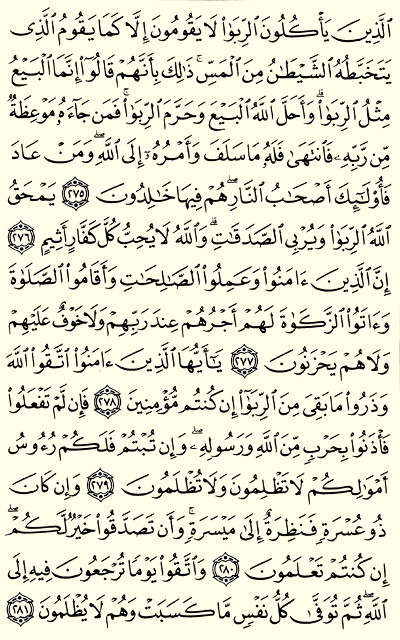 ٱلَّذِينَ يَأْكُلُونَ ٱلرِّبَوٰا۟ لَا يَقُومُونَ إِلَّا كَمَا يَقُومُ ٱلَّذِى
يَتَخَبَّطُهُ ٱلشَّيْطَٰنُ مِنَ ٱلْمَسِّ ۚ ذَٰلِكَ بِأَنَّهُمْ قَالُوٓا۟ إِنَّمَا ٱلْبَيْعُ
مِثْلُ ٱلرِّبَوٰا۟ ۗ وَأَحَلَّ ٱللَّهُ ٱلْبَيْعَ وَحَرَّمَ ٱلرِّبَوٰا۟ ۚ فَمَن جَآءَهُۥ مَوْعِظَةٌ
مِّن رَّبِّهِۦ فَٱنتَهَىٰ فَلَهُۥ مَا سَلَفَ وَأَمْرُهُۥٓ إِلَى ٱللَّهِ ۖ وَمَنْ عَادَ
فَأُو۟لَٰٓئِكَ أَصْحَٰبُ ٱلنَّارِ ۖ هُمْ فِيهَا خَٰلِدُونَ ٢٧٥ يَمْحَقُ
ٱللَّهُ ٱلرِّبَوٰا۟ وَيُرْبِى ٱلصَّدَقَٰتِ ۗ وَٱللَّهُ لَا يُحِبُّ كُلَّ كَفَّارٍ أَثِيمٍ ٢٧٦
إِنَّ ٱلَّذِينَ ءَامَنُوا۟ وَعَمِلُوا۟ ٱلصَّٰلِحَٰتِ وَأَقَامُوا۟ ٱلصَّلَوٰةَ
وَءَاتَوُا۟ ٱلزَّكَوٰةَ لَهُمْ أَجْرُهُمْ عِندَ رَبِّهِمْ وَلَا خَوْفٌ عَلَيْهِمْ
وَلَا هُمْ يَحْزَنُونَ ٢٧٧ يَٰٓأَيُّهَا ٱلَّذِينَ ءَامَنُوا۟ ٱتَّقُوا۟ ٱللَّهَ
وَذَرُوا۟ مَا بَقِىَ مِنَ ٱلرِّبَوٰٓا۟ إِن كُنتُم مُّؤْمِنِينَ ٢٧٨ فَإِن لَّمْ تَفْعَلُوا۟
فَأْذَنُوا۟ بِحَرْبٍ مِّنَ ٱللَّهِ وَرَسُولِهِۦ ۖ وَإِن تُبْتُمْ فَلَكُمْ رُءُوسُ
أَمْوَٰلِكُمْ لَا تَظْلِمُونَ وَلَا تُظْلَمُونَ ٢٧٩ وَإِن كَانَ
ذُو عُسْرَةٍ فَنَظِرَةٌ إِلَىٰ مَيْسَرَةٍ ۚ وَأَن تَصَدَّقُوا۟ خَيْرٌ لَّكُمْ ۖ
إِن كُنتُمْ تَعْلَمُونَ ٢٨٠ وَٱتَّقُوا۟ يَوْمًا تُرْجَعُونَ فِيهِ إِلَى
ٱللَّهِ ۖ ثُمَّ تُوَفَّىٰ كُلُّ نَفْسٍ مَّا كَسَبَتْ وَهُمْ لَا يُظْلَمُونَ ٢٨١